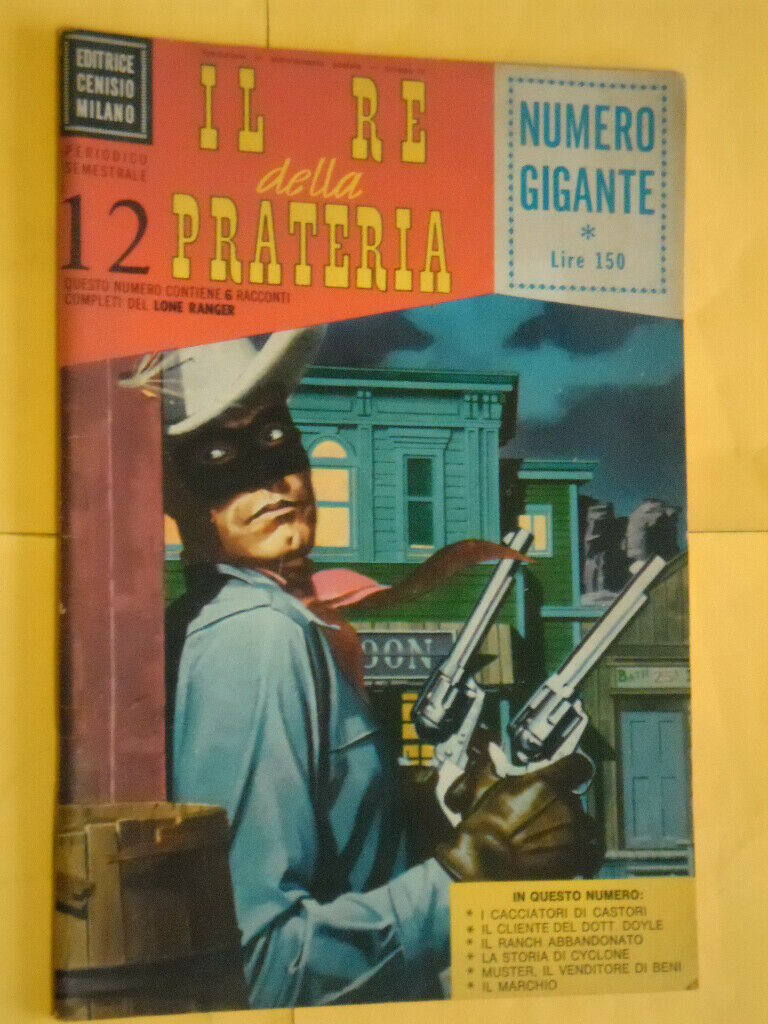 EDITRICE
CENISIO
MILANO
PERIODICO
SEMESTRALE
12
IL RE
della
PRATERIA
QUESTO NUMERO CONTIENE 6 RACCONTI
COMPLETI DEL LONE RANGER
NUMERO
GIGANTE
*
Lire 150
OON
BATH 25¢
IN QUESTO NUMERO:
* I CACCIATORI DI CASTORI
* IL CLIENTE DEL DOTT. DOYLE
* IL RANCH ABBANDONATO
* LA STORIA DI CYCLONE
* MUSTER, IL VENDITORE DI BENI
* IL MARCHIO